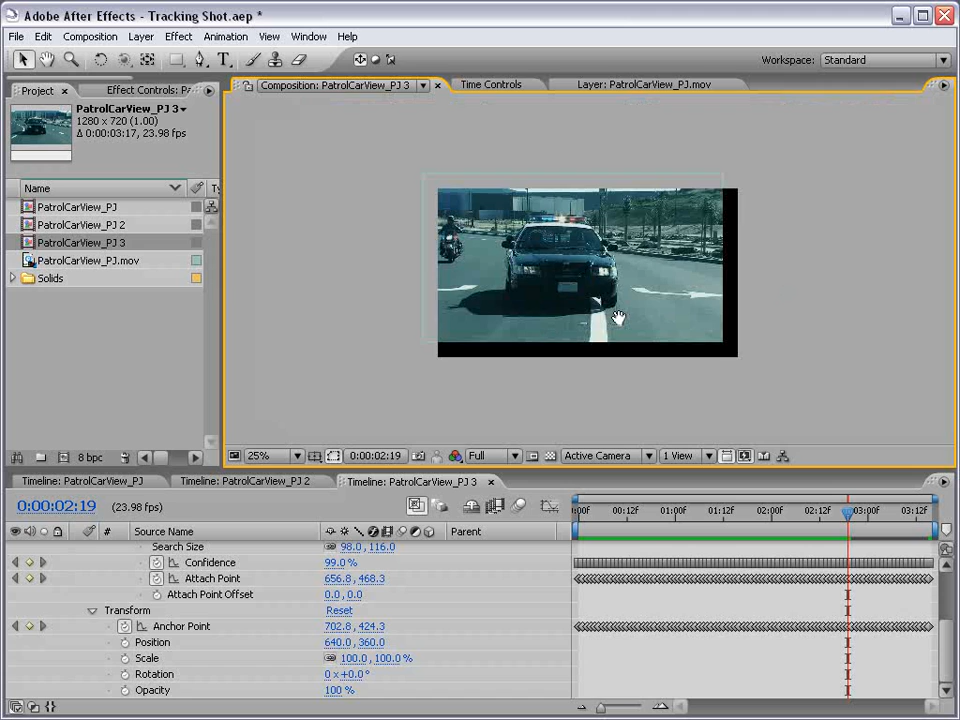 Adobe After Effects - Tracking Shot.aep *
File Edit Composition Layer Effect Animation View Window Help
Workspace: Standard
Project × Effect Controls: Pa
Composition: PatrolCarView_PJ 3 × Time Controls Layer: PatrolCarView_PJ.mov
PatrolCarView_PJ 3
1280 x 720 (1.00)
Δ 0:00:03:17, 23.98 fps
Name Ty
PatrolCarView_PJ
PatrolCarView_PJ 2
PatrolCarView_PJ 3
PatrolCarView_PJ.mov
Solids
8 bpc
25% 0:00:02:19 Full Active Camera 1 View
Timeline: PatrolCarView_PJ Timeline: PatrolCarView_PJ 2 Timeline: PatrolCarView_PJ 3 ×
0:00:02:19 (23.98 fps)
:00F 00:12F 01:00F 01:12F 02:00F 02:12F 03:00F 03:12F
# Source Name Parent
Search Size 98.0, 116.0
Confidence 99.0 %
Attach Point 656.8, 468.3
Attach Point Offset 0.0, 0.0
Transform Reset
Anchor Point 702.8, 424.3
Position 640.0, 360.0
Scale 100.0, 100.0 %
Rotation 0 x +0.0 °
Opacity 100 %